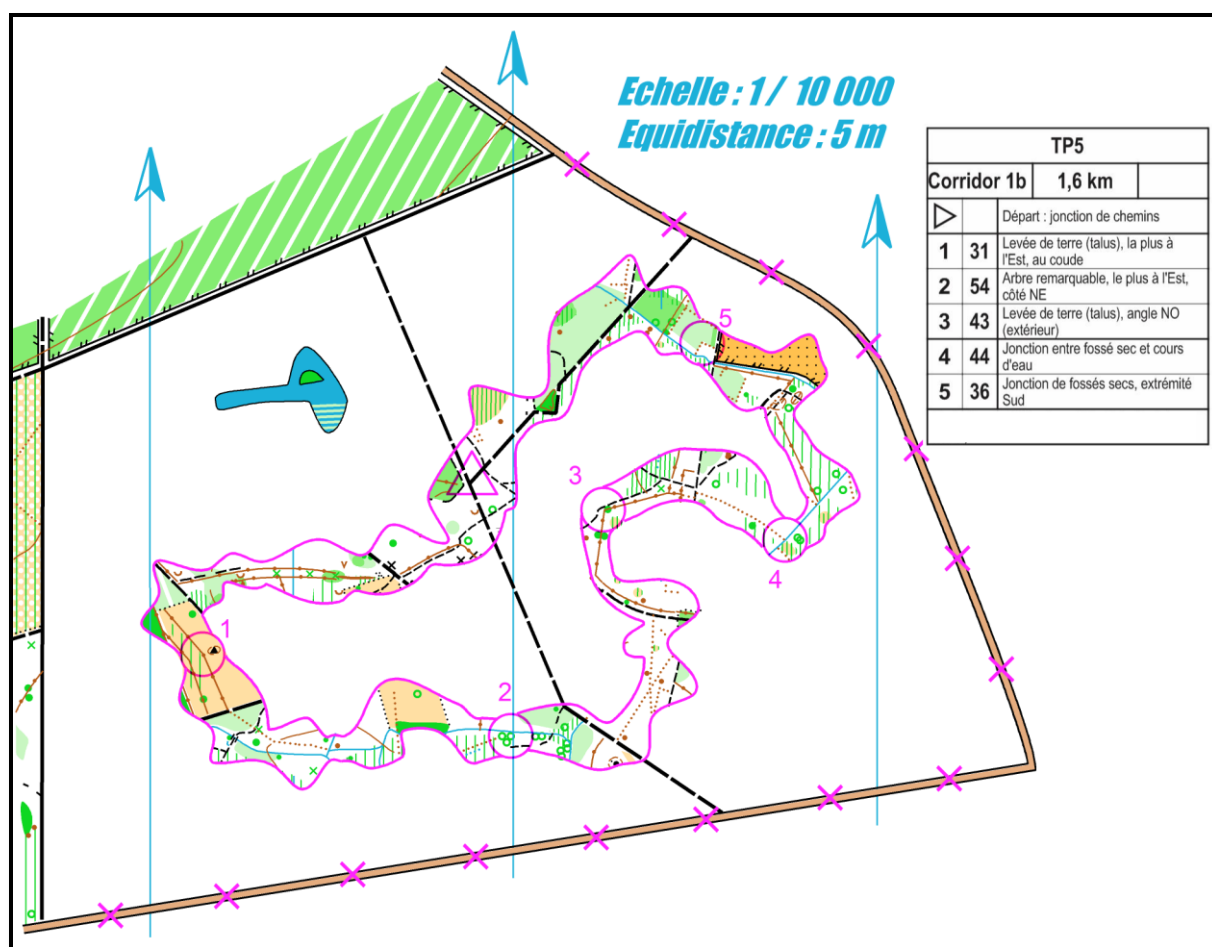 Echelle : 1 / 10 000
Equidistance : 5 m
TP5
Corridor 1b 1,6 km
Départ : jonction de chemins
1 31 Levée de terre (talus), la plus à
l'Est, au coude
2 54 Arbre remarquable, le plus à l'Est,
côté NE
3 43 Levée de terre (talus), angle NO
(extérieur)
4 44 Jonction entre fossé sec et cours
d'eau
5 36 Jonction de fossés secs, extrémité
Sud
5
3
4
1
2